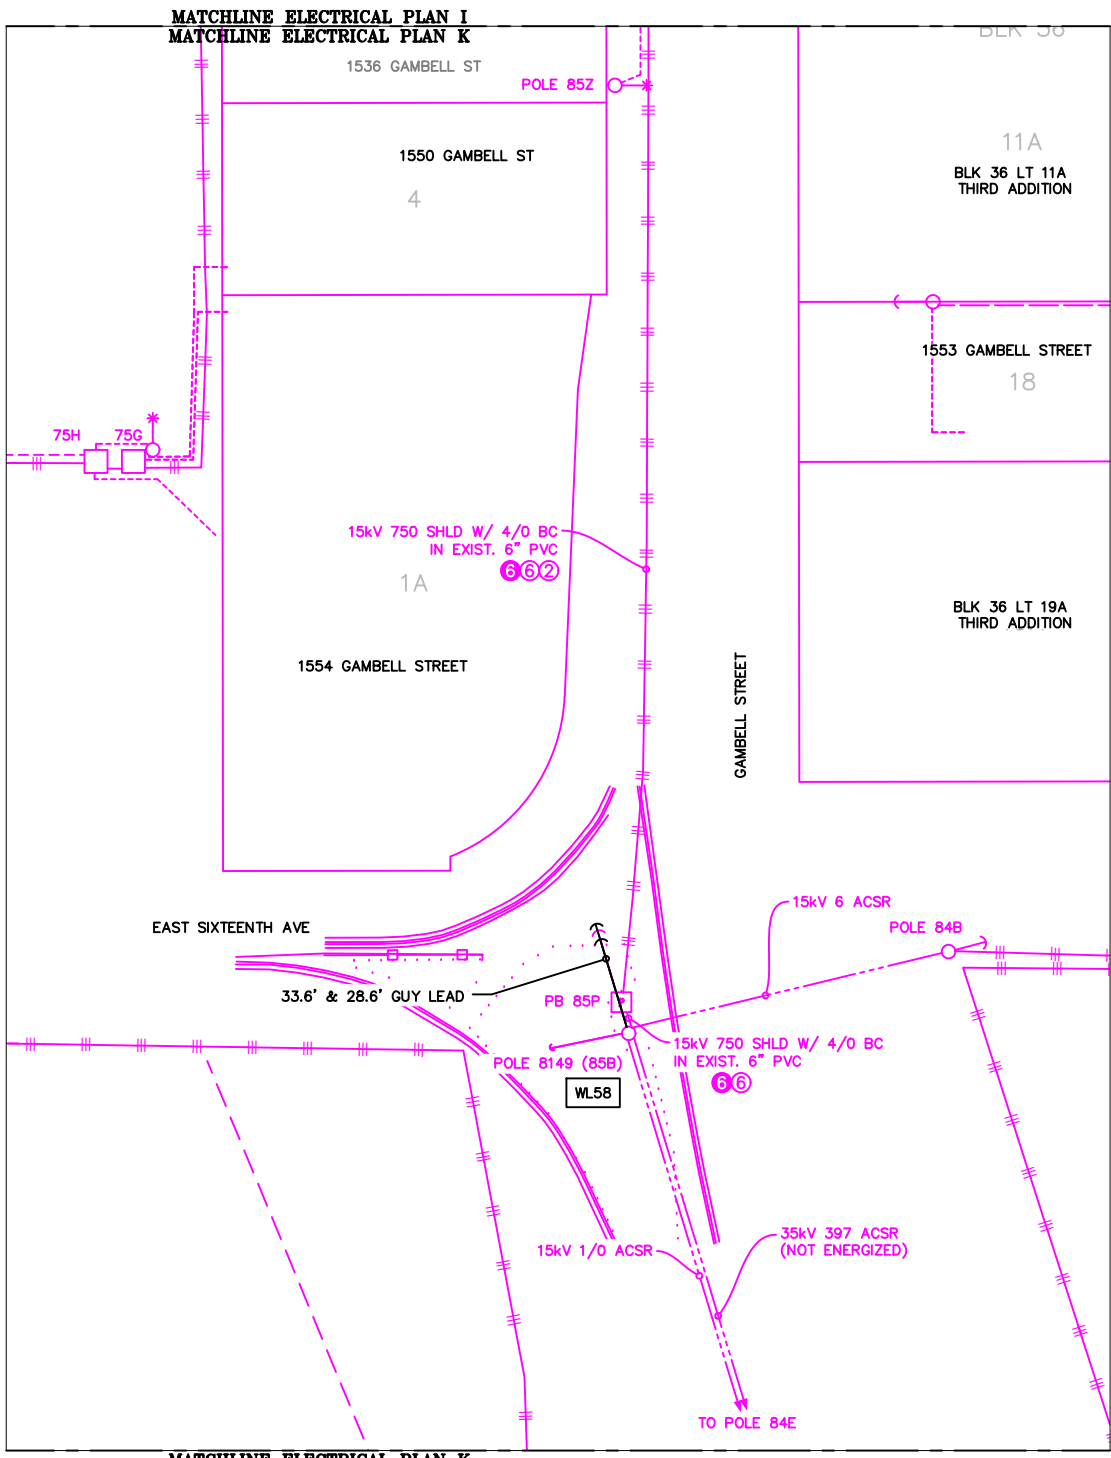 MATCHLINE ELECTRICAL PLAN I
MATCHLINE ELECTRICAL PLAN K
BLK 36
1536 GAMBELL ST
POLE 85Z
1550 GAMBELL ST
4
11A
BLK 36 LT 11A
THIRD ADDITION
1553 GAMBELL STREET
18
75H
75G
15kV 750 SHLD W/ 4/0 BC
IN EXIST. 6" PVC
6 6 2
1A
BLK 36 LT 19A
THIRD ADDITION
1554 GAMBELL STREET
GAMBELL STREET
15kV 6 ACSR
EAST SIXTEENTH AVE
POLE 84B
33.6' & 28.6' GUY LEAD
PB 85P
15kV 750 SHLD W/ 4/0 BC
IN EXIST. 6" PVC
6 6
POLE 8149 (85B)
WL58
35kV 397 ACSR
(NOT ENERGIZED)
15kV 1/0 ACSR
TO POLE 84E
MATCHLINE ELECTRICAL PLAN K